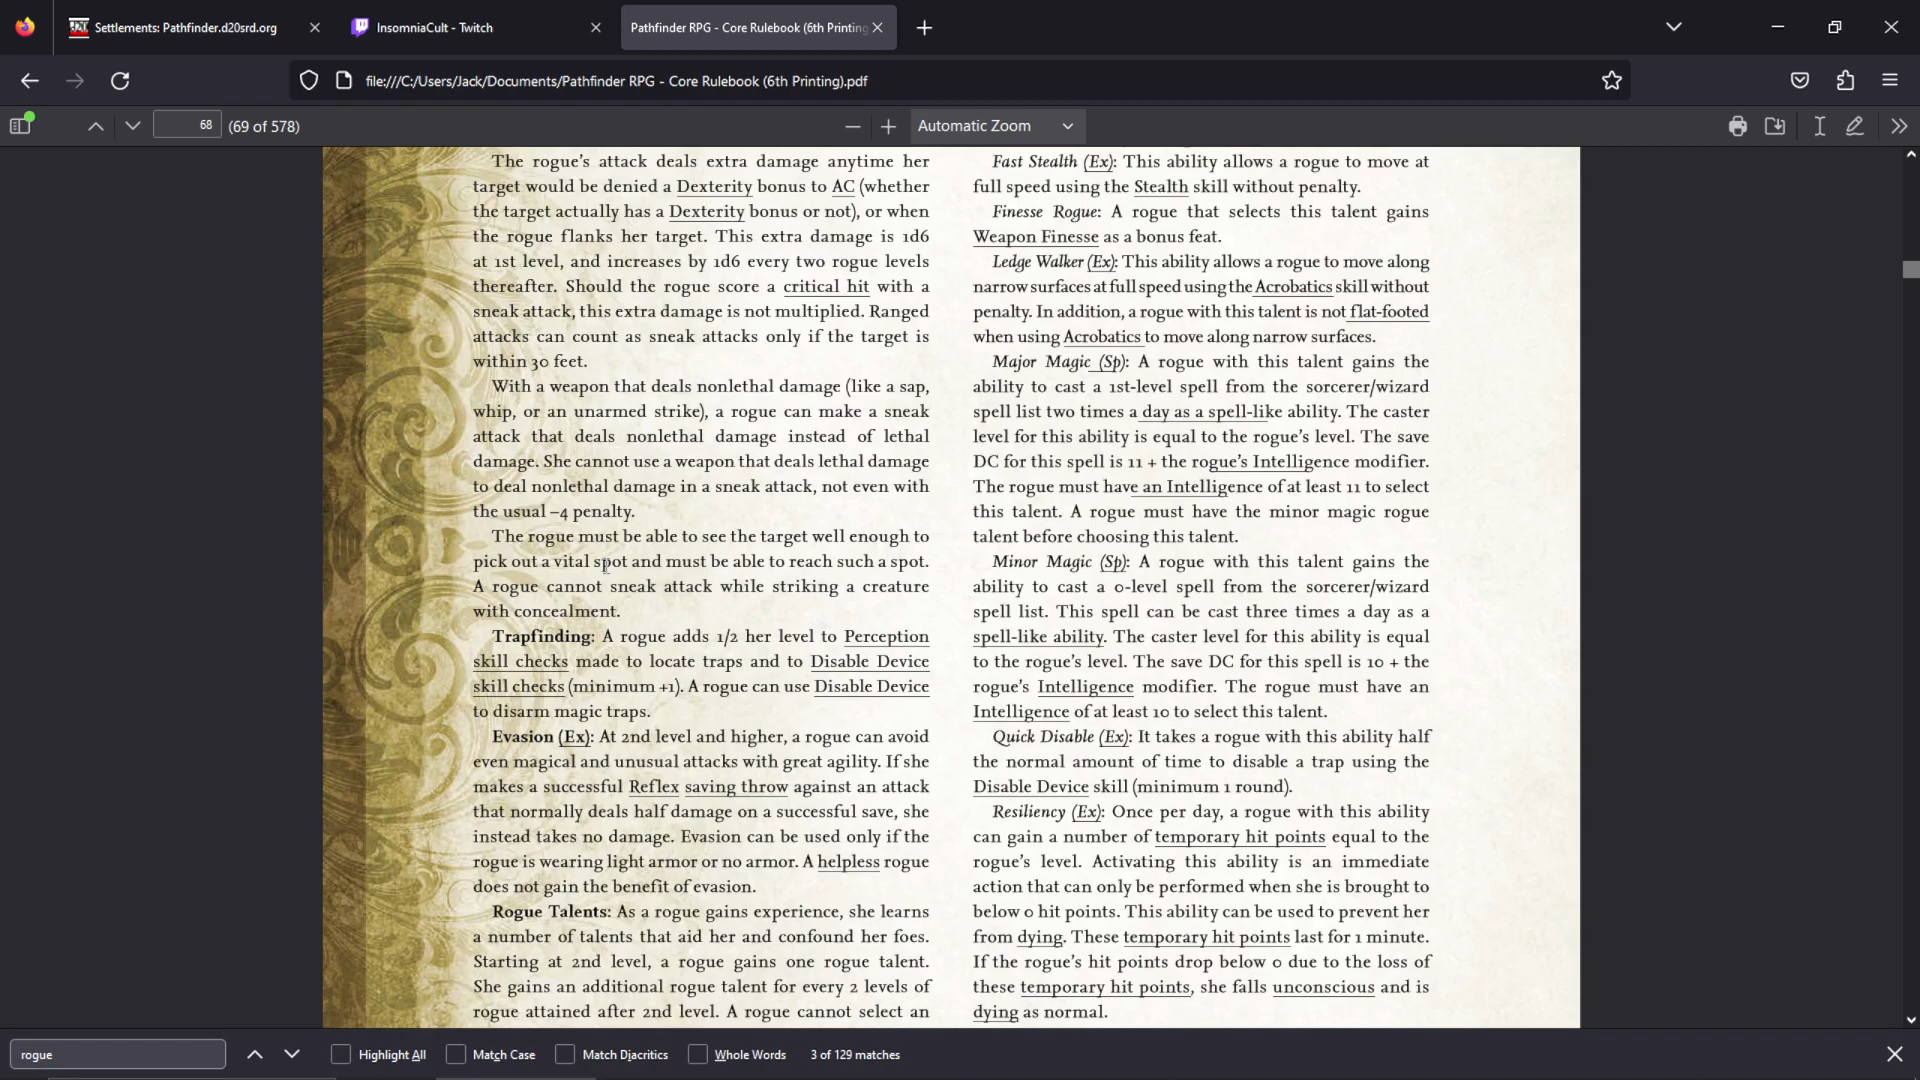 Settlements: Pathfinder.d20srd.org
InsomniaCult - Twitch
Pathfinder RPG - Core Rulebook (6th Printing
file:///C:/Users/Jack/Documents/Pathfinder RPG - Core Rulebook (6th Printing).pdf
68
(69 of 578)
Automatic Zoom
The rogue's attack deals extra damage anytime her
target would be denied a Dexterity bonus to AC (whether
the target actually has a Dexterity bonus or not), or when
the rogue flanks her target. This extra damage is 1d6
at 1st level, and increases by 1d6 every two rogue levels
thereafter. Should the rogue score a critical hit with a
sneak attack, this extra damage is not multiplied. Ranged
attacks can count as sneak attacks only if the target is
within 30 feet.
With a weapon that deals nonlethal damage (like a sap,
whip, or an unarmed strike), a rogue can make a sneak
attack that deals nonlethal damage instead of lethal
damage. She cannot use a weapon that deals lethal damage
to deal nonlethal damage in a sneak attack, not even with
the usual –4 penalty.
The rogue must be able to see the target well enough to
pick out a vital spot and must be able to reach such a spot.
A rogue cannot sneak attack while striking a creature
with concealment.
Trapfinding: A rogue adds 1/2 her level to Perception
skill checks made to locate traps and to Disable Device
skill checks (minimum +1). A rogue can use Disable Device
to disarm magic traps.
Evasion (Ex): At 2nd level and higher, a rogue can avoid
even magical and unusual attacks with great agility. If she
makes a successful Reflex saving throw against an attack
that normally deals half damage on a successful save, she
instead takes no damage. Evasion can be used only if the
rogue is wearing light armor or no armor. A helpless rogue
does not gain the benefit of evasion.
Rogue Talents: As a rogue gains experience, she learns
a number of talents that aid her and confound her foes.
Starting at 2nd level, a rogue gains one rogue talent.
She gains an additional rogue talent for every 2 levels of
rogue attained after 2nd level. A rogue cannot select an
Fast Stealth (Ex): This ability allows a rogue to move at
full speed using the Stealth skill without penalty.
Finesse Rogue: A rogue that selects this talent gains
Weapon Finesse as a bonus feat.
Ledge Walker (Ex): This ability allows a rogue to move along
narrow surfaces at full speed using the Acrobatics skill without
penalty. In addition, a rogue with this talent is not flat-footed
when using Acrobatics to move along narrow surfaces.
Major Magic (Sp): A rogue with this talent gains the
ability to cast a 1st-level spell from the sorcerer/wizard
spell list two times a day as a spell-like ability. The caster
level for this ability is equal to the rogue's level. The save
DC for this spell is 11 + the rogue's Intelligence modifier.
The rogue must have an Intelligence of at least 11 to select
this talent. A rogue must have the minor magic rogue
talent before choosing this talent.
Minor Magic (Sp): A rogue with this talent gains the
ability to cast a 0-level spell from the sorcerer/wizard
spell list. This spell can be cast three times a day as a
spell-like ability. The caster level for this ability is equal
to the rogue's level. The save DC for this spell is 10 + the
rogue's Intelligence modifier. The rogue must have an
Intelligence of at least 10 to select this talent.
Quick Disable (Ex): It takes a rogue with this ability half
the normal amount of time to disable a trap using the
Disable Device skill (minimum 1 round).
Resiliency (Ex): Once per day, a rogue with this ability
can gain a number of temporary hit points equal to the
rogue's level. Activating this ability is an immediate
action that can only be performed when she is brought to
below 0 hit points. This ability can be used to prevent her
from dying. These temporary hit points last for 1 minute.
If the rogue's hit points drop below 0 due to the loss of
these temporary hit points, she falls unconscious and is
dying as normal.
rogue
Highlight All
Match Case
Match Diacritics
Whole Words
3 of 129 matches